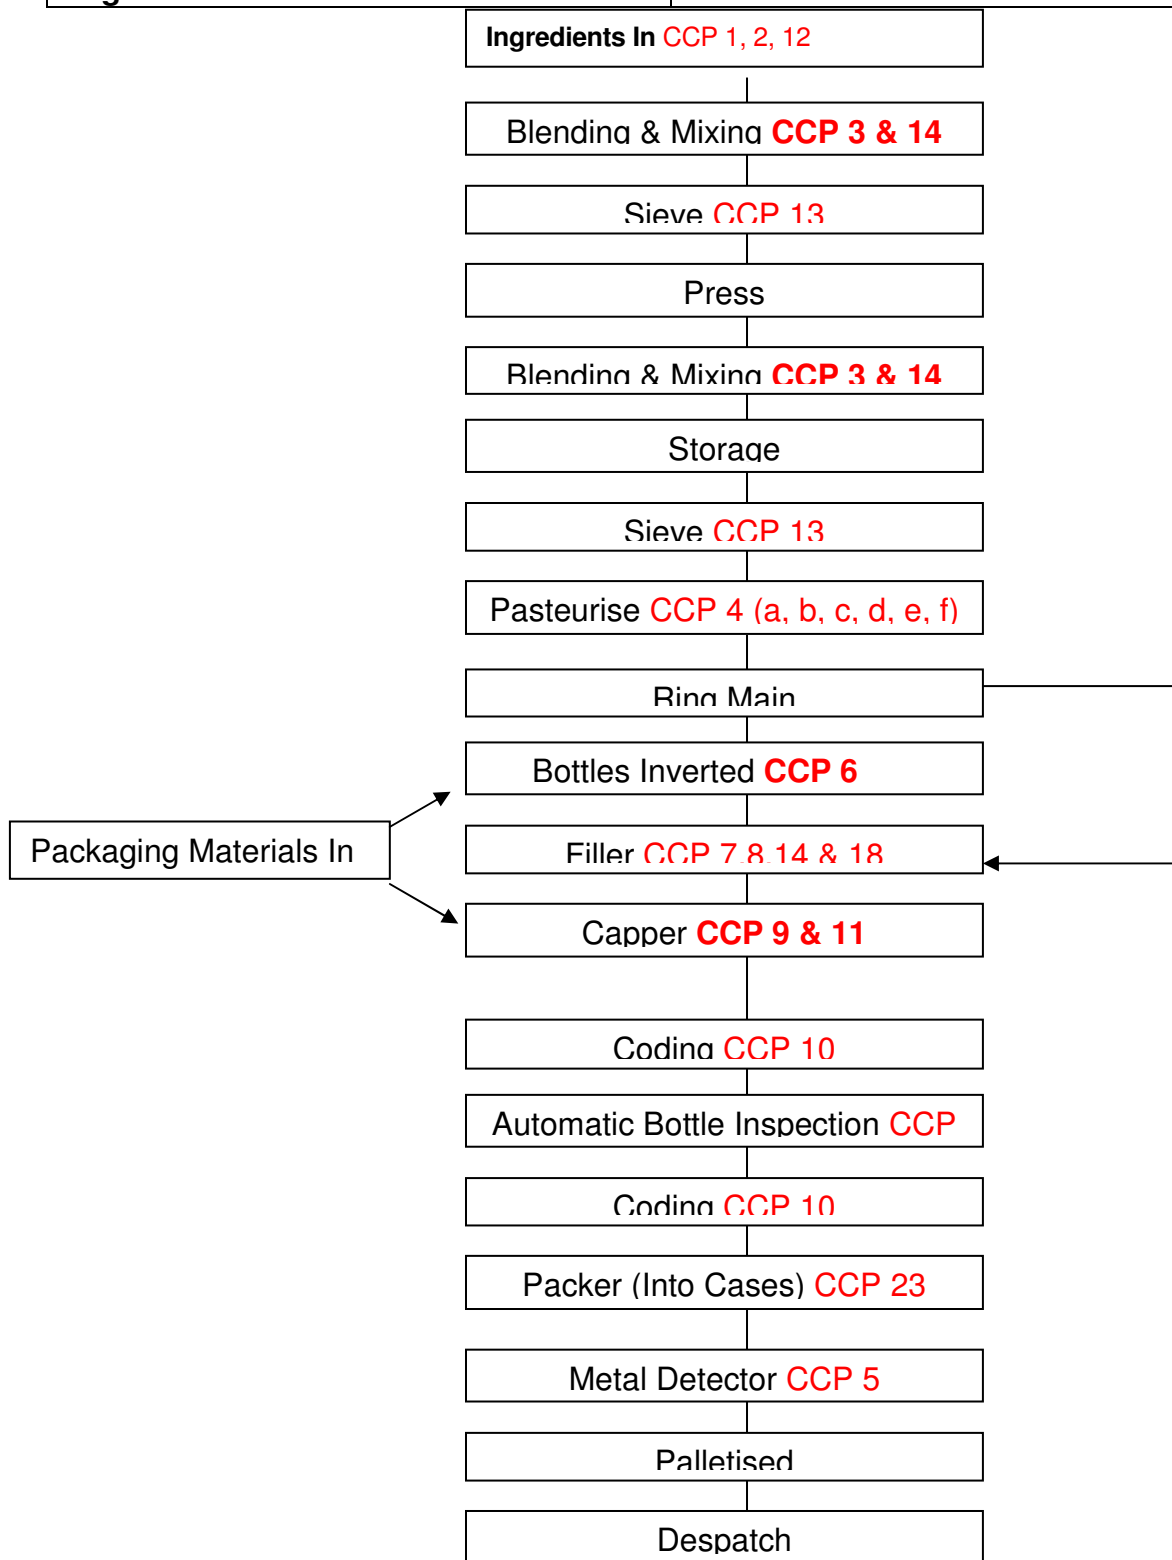 Ingredients In CCP 1, 2, 12
Blending & Mixing CCP 3 & 14
Sieve CCP 13
Press
Blending & Mixing CCP 3 & 14
Storage
Sieve CCP 13
Pasteurise CCP 4 (a, b, c, d, e, f)
Ring Main
Bottles Inverted CCP 6
Packaging Materials In
Filler CCP 7,8,14 & 18
Capper CCP 9 & 11
Coding CCP 10
Automatic Bottle Inspection CCP
Coding CCP 10
Packer (Into Cases) CCP 23
Metal Detector CCP 5
Palletised
Despatch